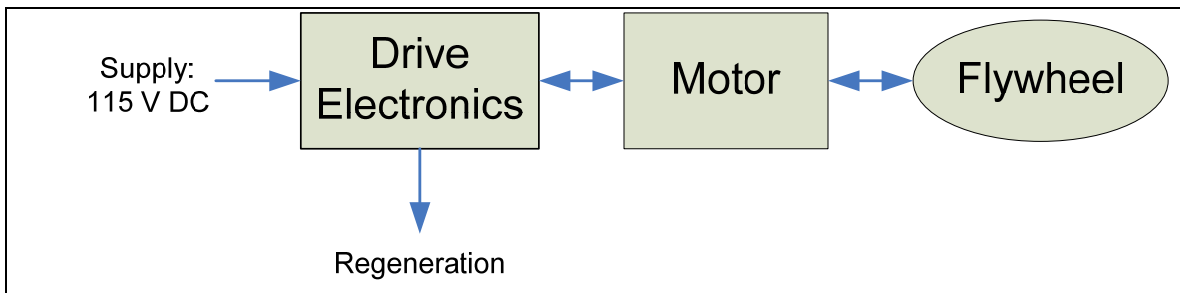 Supply:
115 V DC
Drive
Electronics
Motor
Flywheel
Regeneration